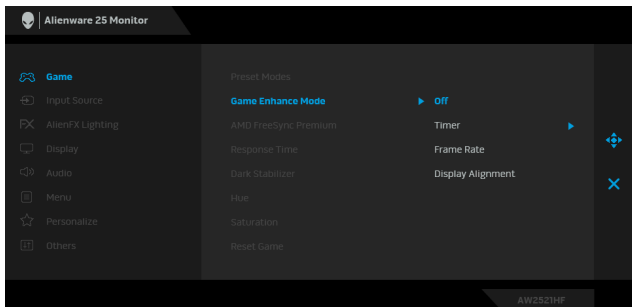 Alienware 25 Monitor
Game
Input Source
AlienFX Lighting
Display
Audio
Menu
Personalize
Others
Preset Modes
Game Enhance Mode
AMD FreeSync Premium
Response Time
Dark Stabilizer
Hue
Saturation
Reset Game
Off
Timer
Frame Rate
Display Alignment
AW2521HF